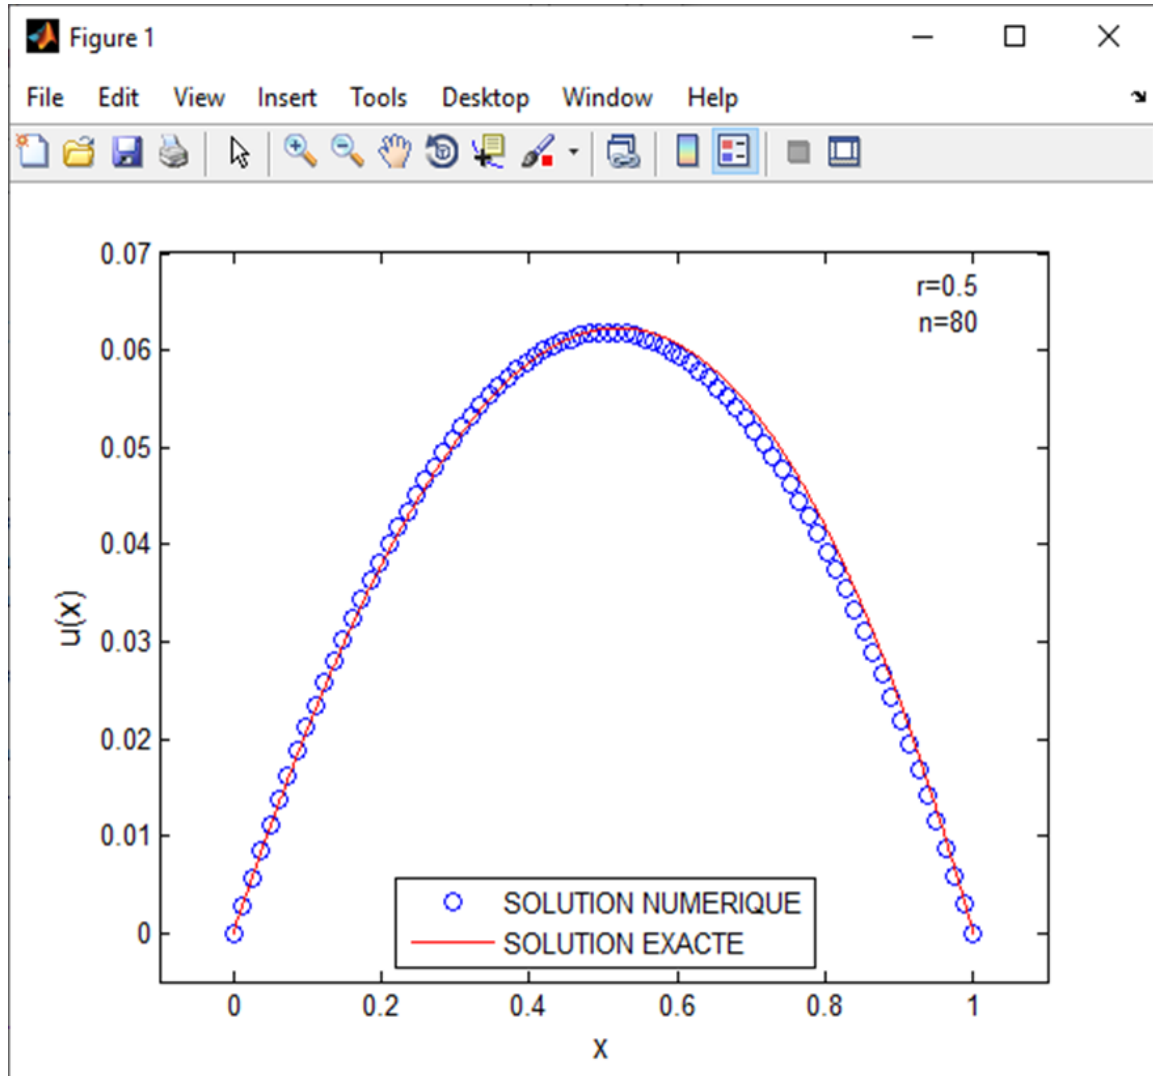 Figure 1
File Edit View Insert Tools Desktop Window Help
0.07
0.06
0.05
0.04
0.03
0.02
0.01
0
u(x)
r=0.5
n=80
SOLUTION NUMERIQUE
SOLUTION EXACTE
0 0.2 0.4 0.6 0.8 1
x